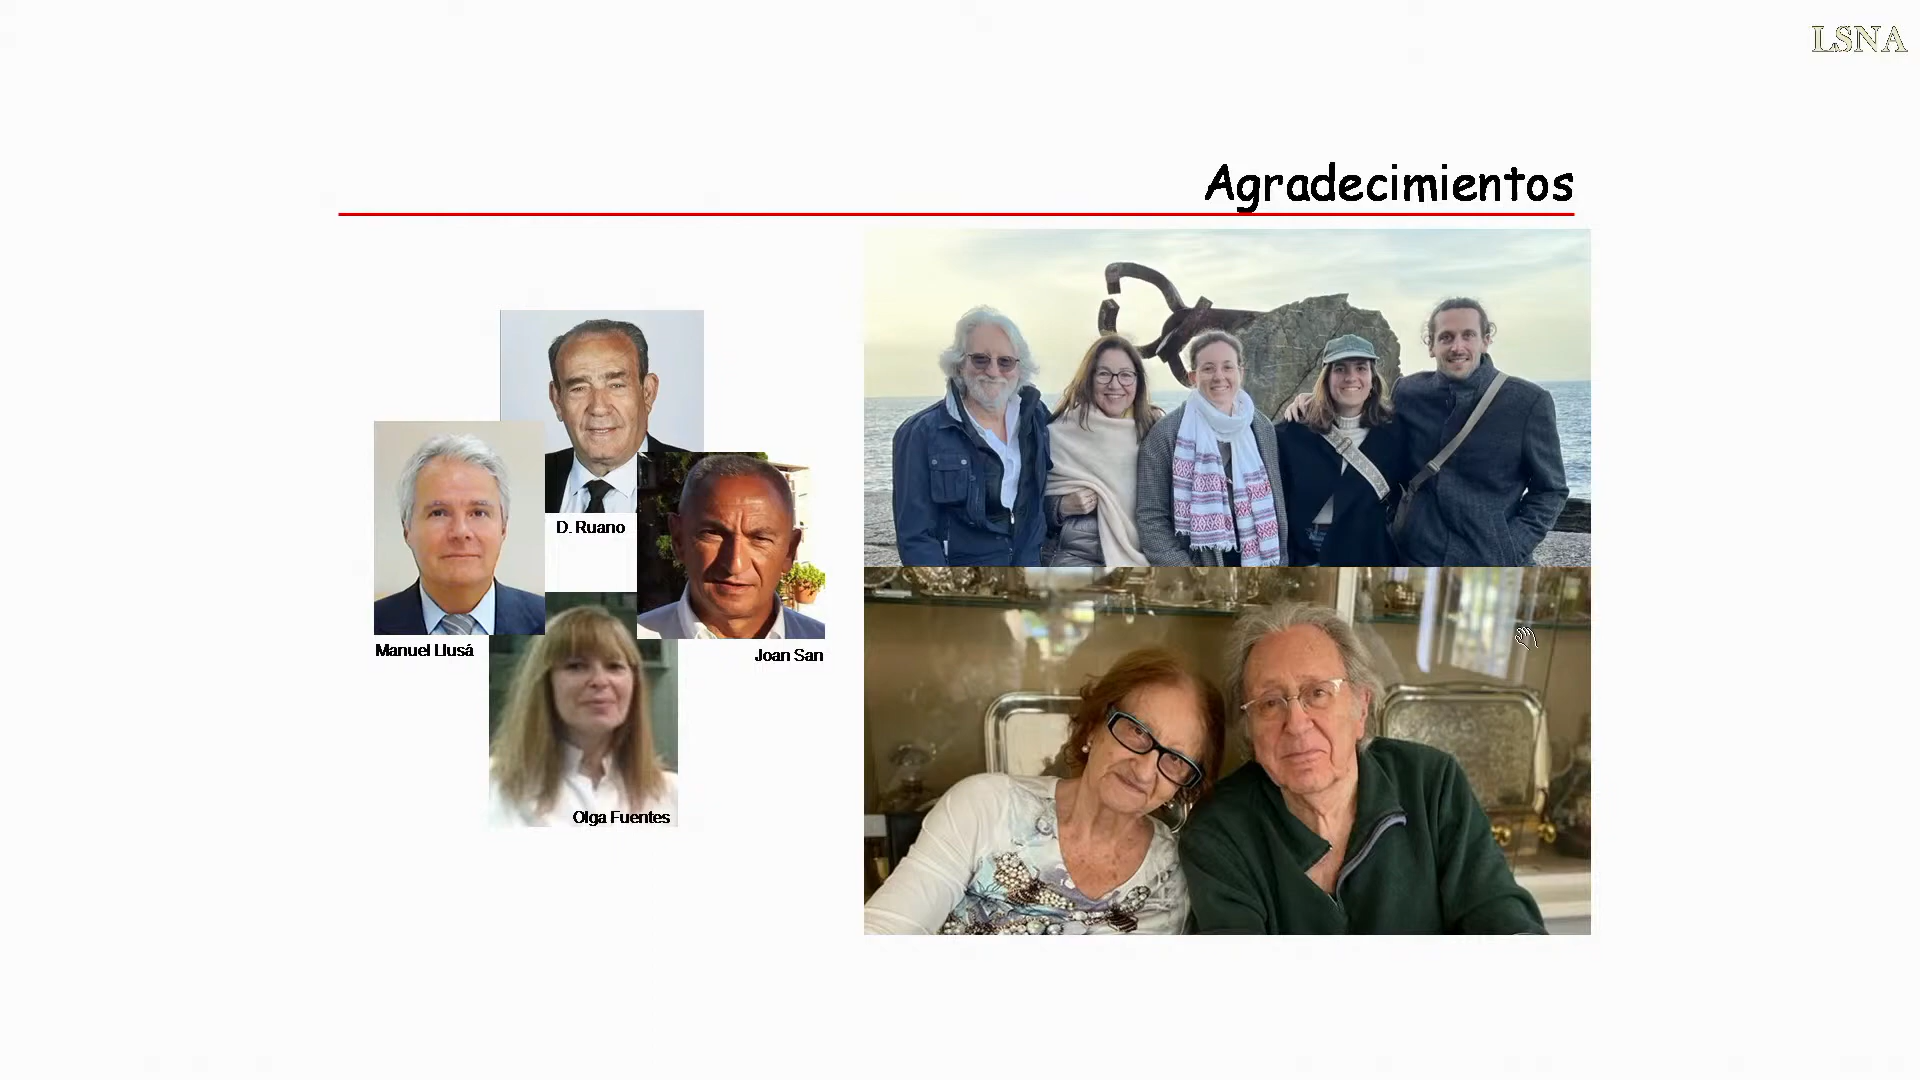 LSNA
Agradecimientos
D. Ruano
Manuel Llusá
Joan San
Olga Fuentes